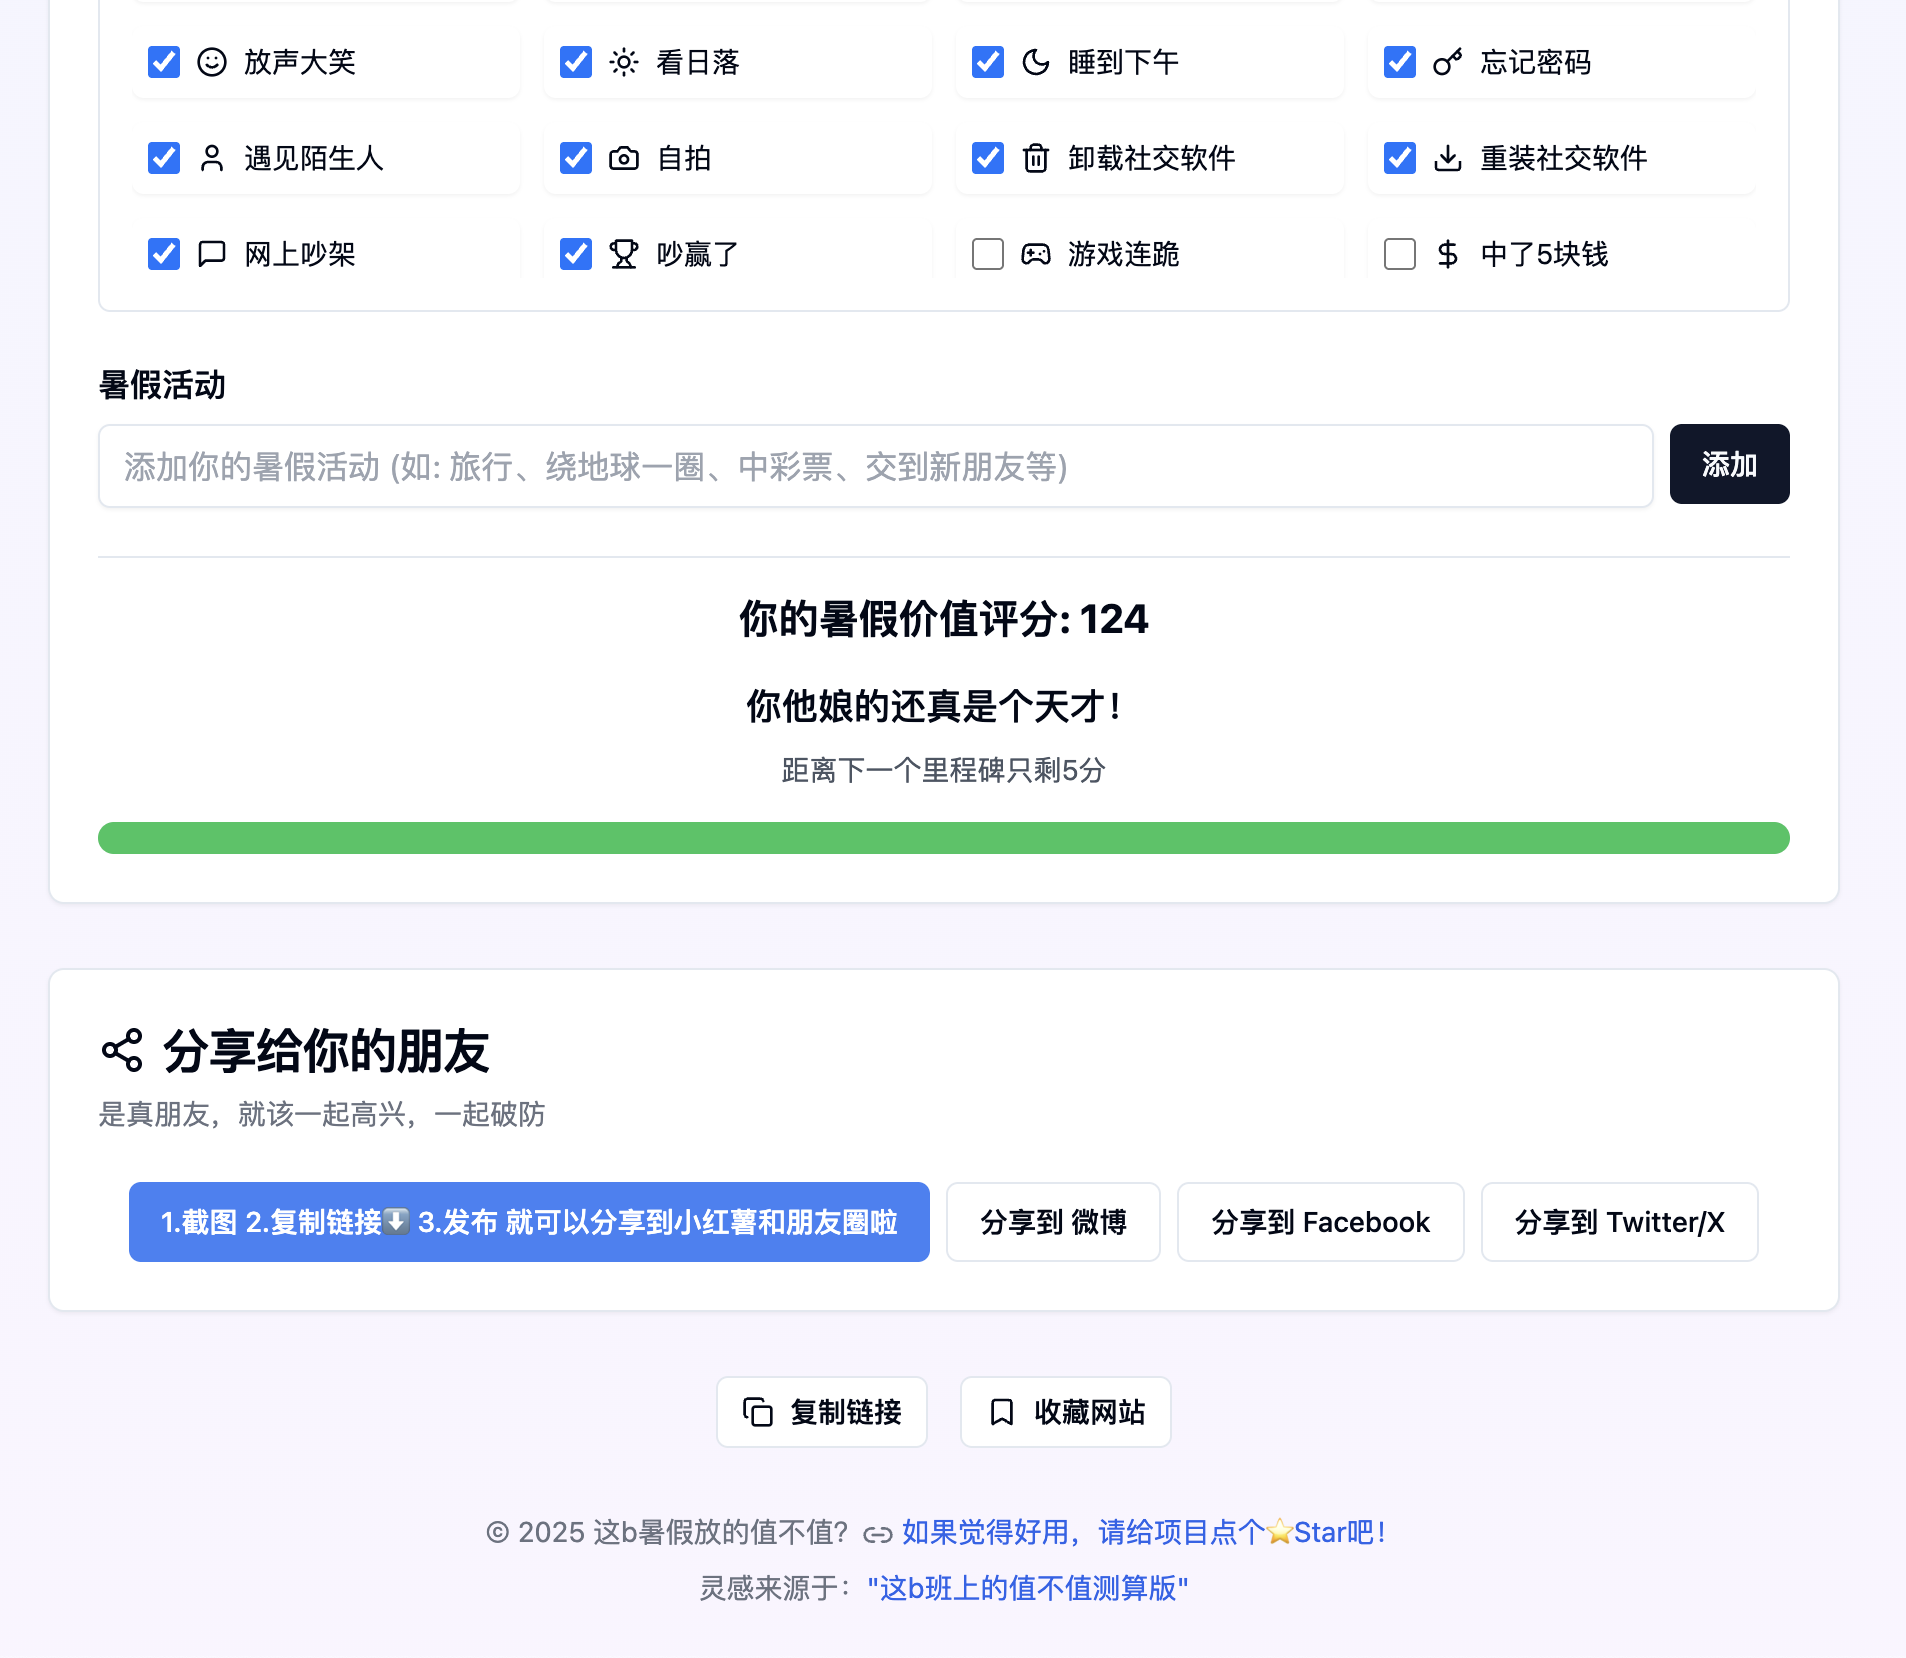 放声大笑 看日落 睡到下午 忘记密码
遇见陌生人 自拍 卸载社交软件 重装社交软件
网上吵架 吵赢了 游戏连跪 中了5块钱
暑假活动
添加你的暑假活动 (如: 旅行、绕地球一圈、中彩票、交到新朋友等) 添加
你的暑假价值评分: 124
你他娘的还真是个天才！
距离下一个里程碑只剩5分
分享给你的朋友
是真朋友，就该一起高兴，一起破防
1.截图 2.复制链接⬇️ 3.发布 就可以分享到小红薯和朋友圈啦 分享到 微博 分享到 Facebook 分享到 Twitter/X
复制链接 收藏网站
© 2025 这b暑假放的值不值？ 如果觉得好用，请给项目点个⭐Star吧！
灵感来源于："这b班上的值不值测算版"